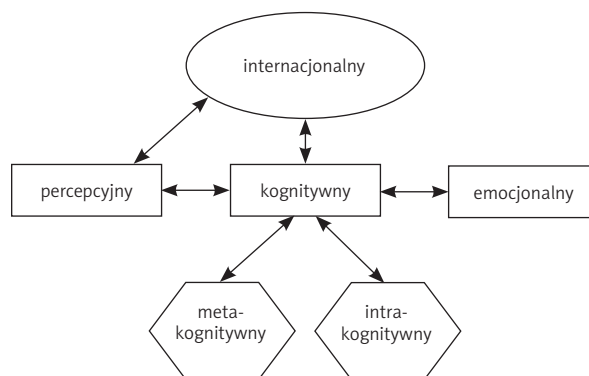 internacjonalny
percepcyjny
kognitywny
emocjonalny
meta-
kognitywny
intra-
kognitywny